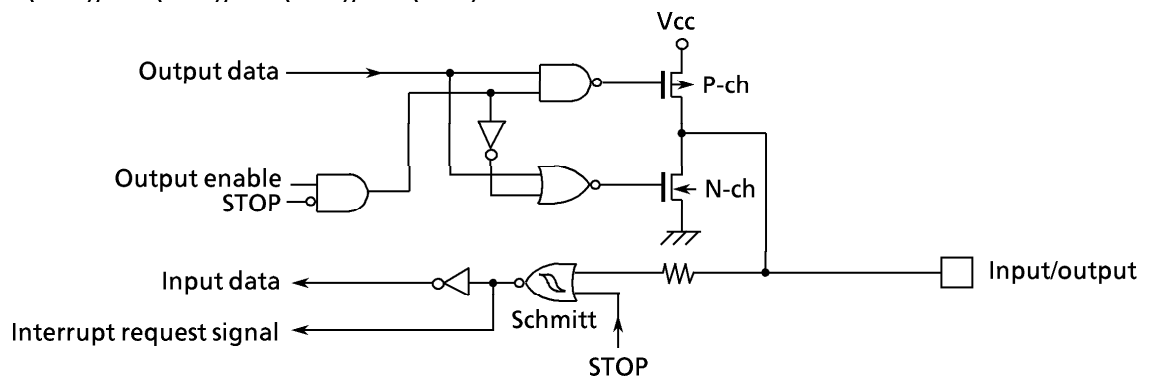 Vcc
Output data
P-ch
Output enable
STOP
N-ch
Input data
Schmitt
Input/output
Interrupt request signal
STOP